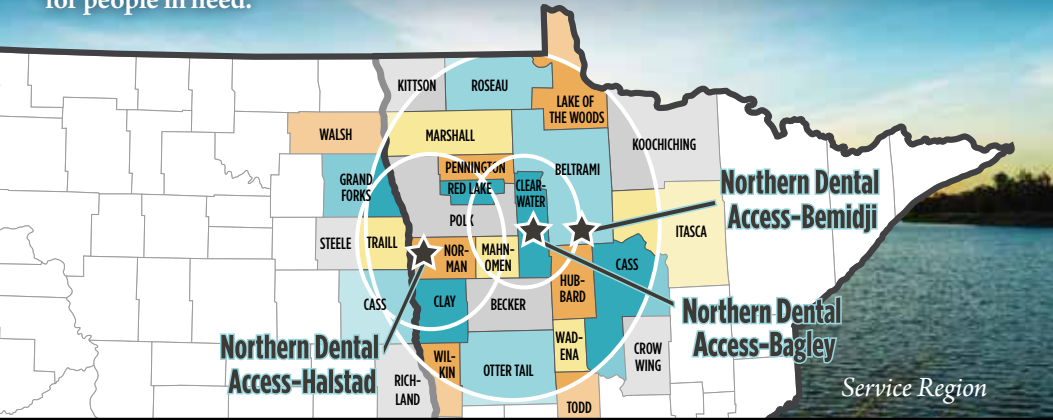 for people in need.
KITTSON
ROSEAU
LAKE OF
THE WOODS
WALSH
MARSHALL
KOOCHICHING
PENNINGTON
BELTRAMI
GRAND
FORKS
RED LAKE
CLEAR-
WATER
Northern Dental
Access-Bemidji
POLK
STEELE
TRAILL
NOR-
MAN
MAHN-
OMEN
ITASCA
CASS
HUB-
BARD
CASS
CLAY
BECKER
Northern Dental
Access-Bagley
Northern Dental
Access-Halstad
WIL-
KIN
OTTER TAIL
WAD-
ENA
CROW
WING
RICH-
LAND
TODD
Service Region